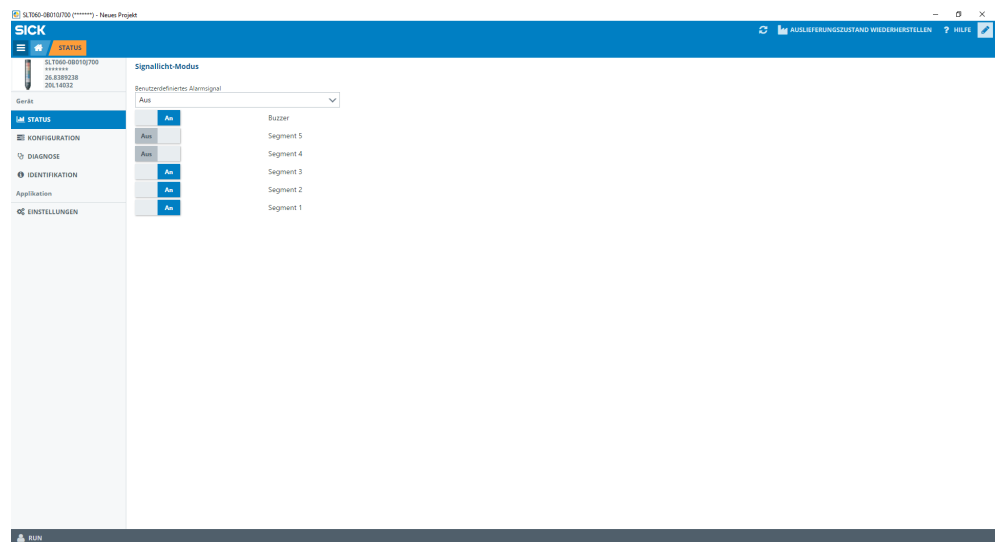 SLT060-0B010J700 (*******) - Neues Projekt
SICK
AUSLIEFERUNGSZUSTAND WIEDERHERSTELLEN
? HILFE
STATUS
SLT060-0B010J700
*******
26.8389238
20L14032
Gerät
STATUS
KONFIGURATION
DIAGNOSE
IDENTIFIKATION
Applikation
EINSTELLUNGEN
Signallicht-Modus
Benutzerdefiniertes Alarmsignal
Aus
An Buzzer
Aus Segment 5
Aus Segment 4
An Segment 3
An Segment 2
An Segment 1
RUN